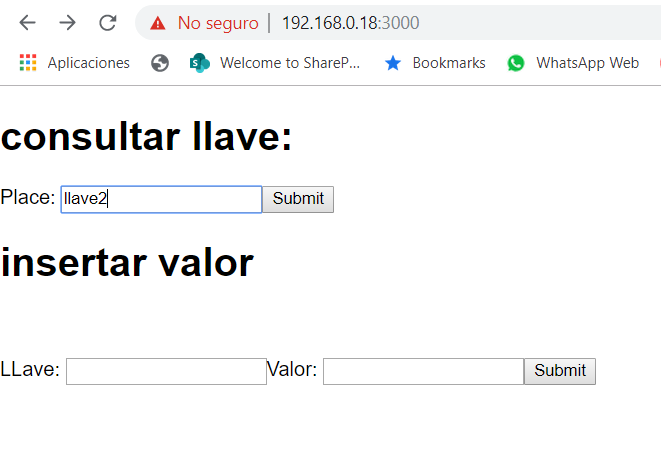 No seguro | 192.168.0.18:3000
Aplicaciones Welcome to ShareP... Bookmarks WhatsApp Web
consultar llave:
Place: llave2 Submit
insertar valor
LLave: Valor: Submit